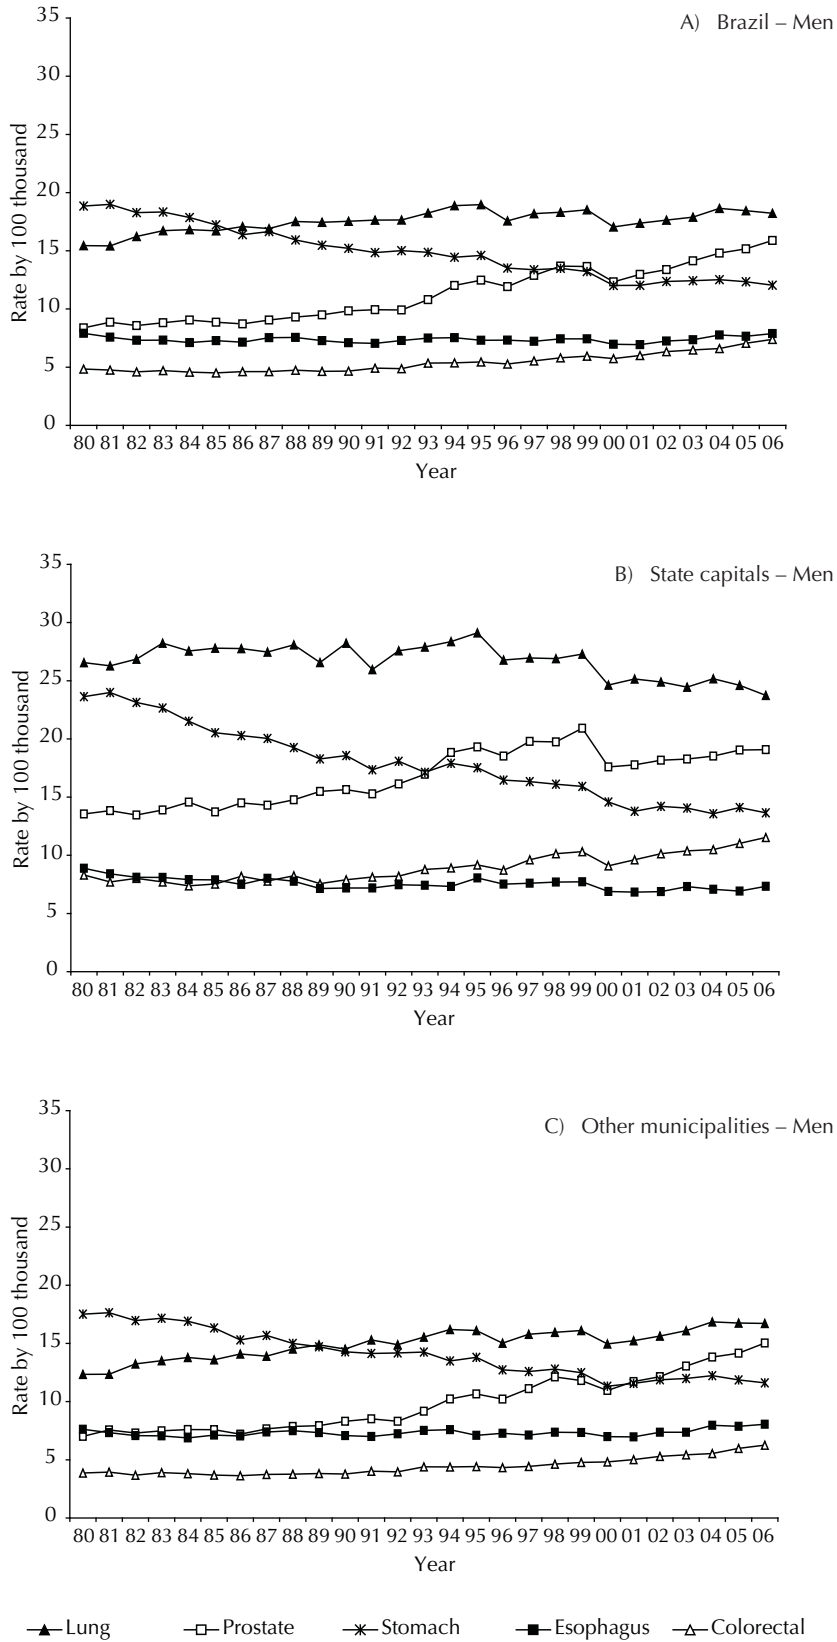 A) Brazil – Men
35
30
25
20
15
10
5
0
Rate by 100 thousand
80 81 82 83 84 85 86 87 88 89 90 91 92 93 94 95 96 97 98 99 00 01 02 03 04 05 06
Year
B) State capitals – Men
35
30
25
20
15
10
5
0
Rate by 100 thousand
80 81 82 83 84 85 86 87 88 89 90 91 92 93 94 95 96 97 98 99 00 01 02 03 04 05 06
Year
C) Other municipalities – Men
35
30
25
20
15
10
5
0
Rate by 100 thousand
80 81 82 83 84 85 86 87 88 89 90 91 92 93 94 95 96 97 98 99 00 01 02 03 04 05 06
Year
Lung Prostate Stomach Esophagus Colorectal